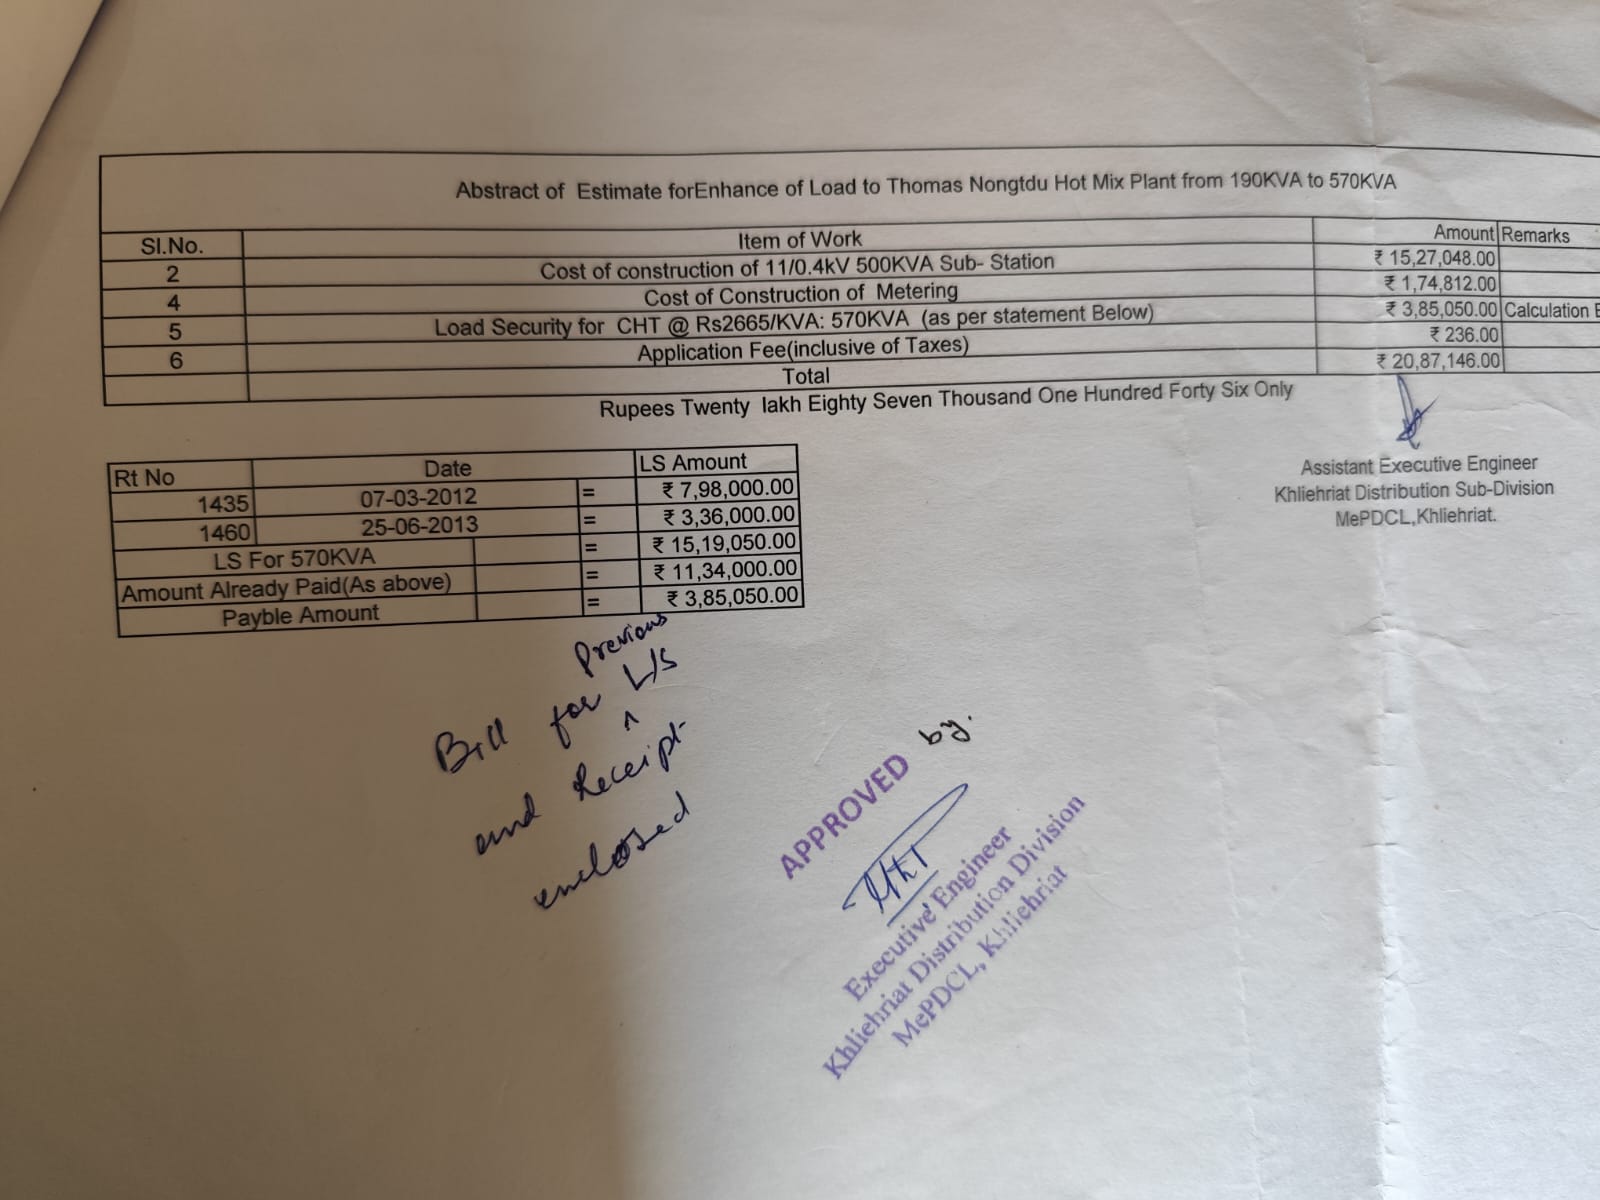 Abstract of Estimate forEnhance of Load to Thomas Nongtdu Hot Mix Plant from 190KVA to 570KVA
Sl.No. Item of Work Amount Remarks
2 Cost of construction of 11/0.4kV 500KVA Sub- Station ₹ 15,27,048.00
4 Cost of Construction of Metering ₹ 1,74,812.00
5 Load Security for CHT @ Rs2665/KVA: 570KVA (as per statement Below) ₹ 3,85,050.00 Calculation
6 Application Fee(inclusive of Taxes) ₹ 236.00
Total ₹ 20,87,146.00
Rupees Twenty lakh Eighty Seven Thousand One Hundred Forty Six Only
Assistant Executive Engineer
Khliehriat Distribution Sub-Division
MePDCL,Khliehriat.
Rt No Date LS Amount
1435 07-03-2012 = ₹ 7,98,000.00
1460 25-06-2013 = ₹ 3,36,000.00
LS For 570KVA = ₹ 15,19,050.00
Amount Already Paid(As above) = ₹ 11,34,000.00
Payble Amount = ₹ 3,85,050.00
Previous
Bill for L/S
and Receipt
enclosed
APPROVED by.
Executive Engineer
Khliehriat Distribution Division
MePDCL, Khliehriat